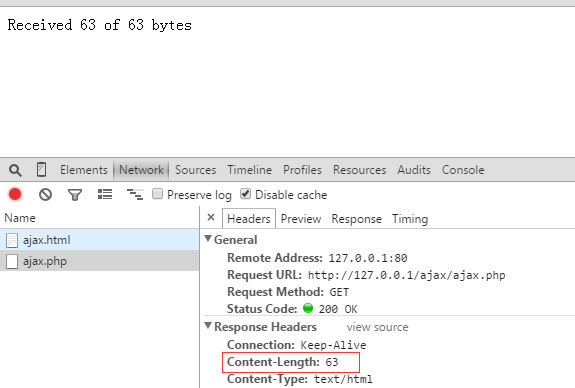 Received 63 of 63 bytes
Elements Network Sources Timeline Profiles Resources Audits Console
Preserve log Disable cache
Name
× Headers Preview Response Timing
ajax.html
ajax.php
General
Remote Address: 127.0.0.1:80
Request URL: http://127.0.0.1/ajax/ajax.php
Request Method: GET
Status Code: 200 OK
Response Headers view source
Connection: Keep-Alive
Content-Length: 63
Content-Type: text/html